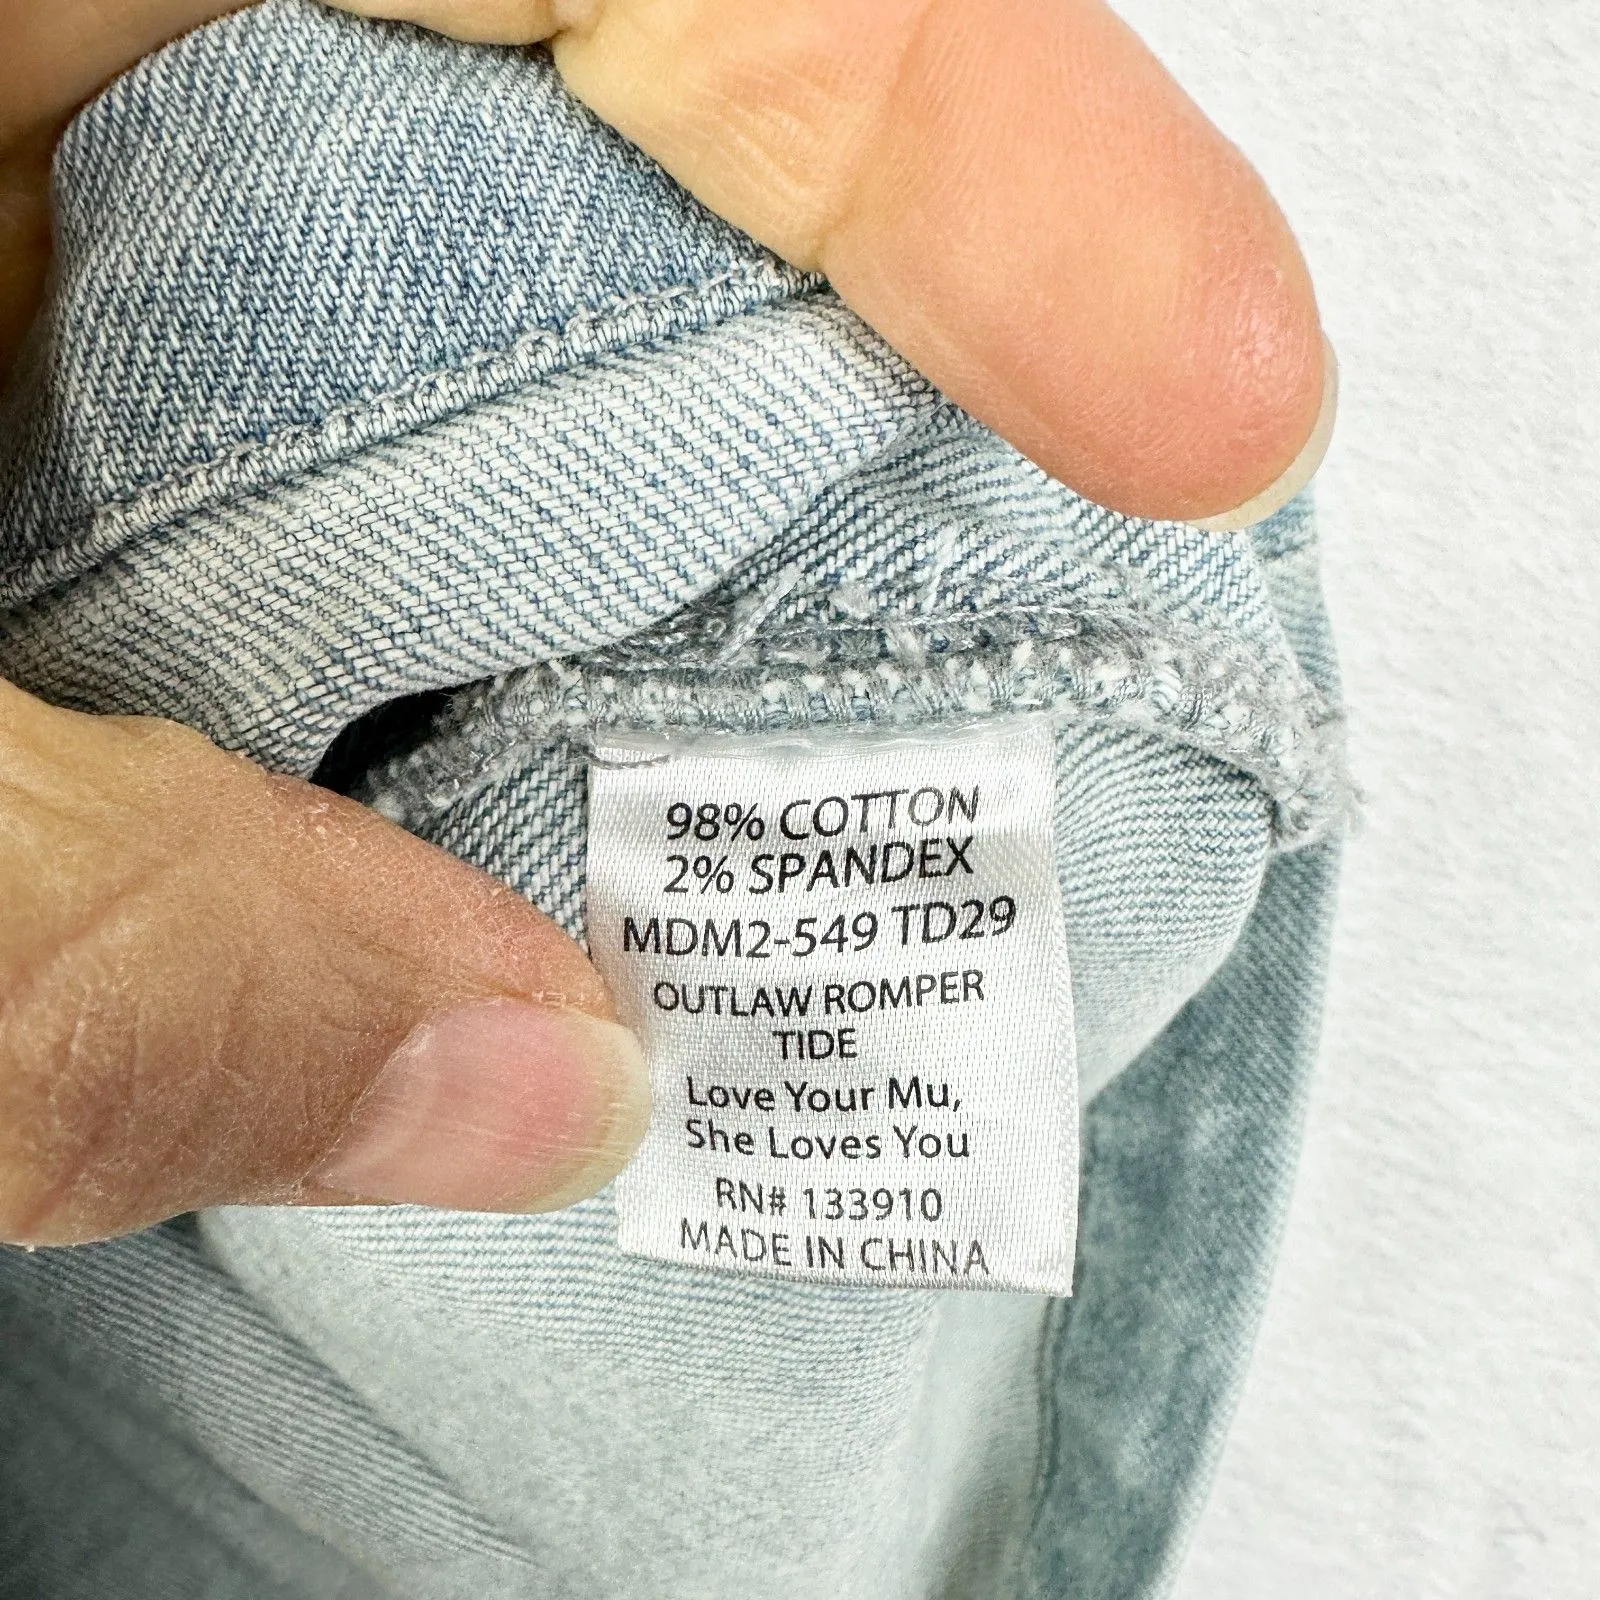 98% COTTON
2% SPANDEX
MDM2-549 TD29
OUTLAW ROMPER
TIDE
Love Your Mu,
She Loves You
RN# 133910
MADE IN CHINA